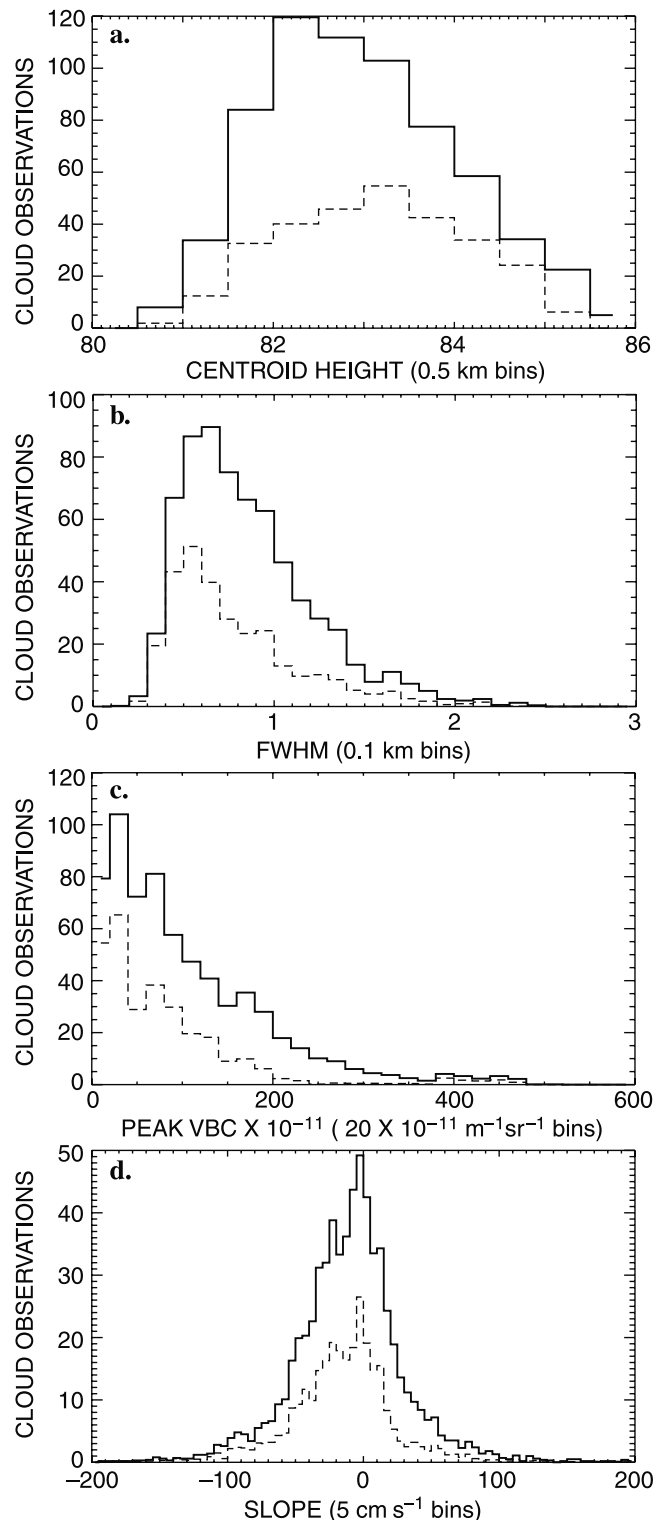 a.
120
100
80
60
40
20
0
CLOUD OBSERVATIONS
80 82 84 86
CENTROID HEIGHT (0.5 km bins)
b.
100
80
60
40
20
0
CLOUD OBSERVATIONS
0 1 2 3
FWHM (0.1 km bins)
c.
120
100
80
60
40
20
0
CLOUD OBSERVATIONS
0 200 400 600
PEAK VBC X 10⁻¹¹ ( 20 X 10⁻¹¹ m⁻¹sr⁻¹ bins)
d.
50
40
30
20
10
0
CLOUD OBSERVATIONS
−200 −100 0 100 200
SLOPE (5 cm s⁻¹ bins)